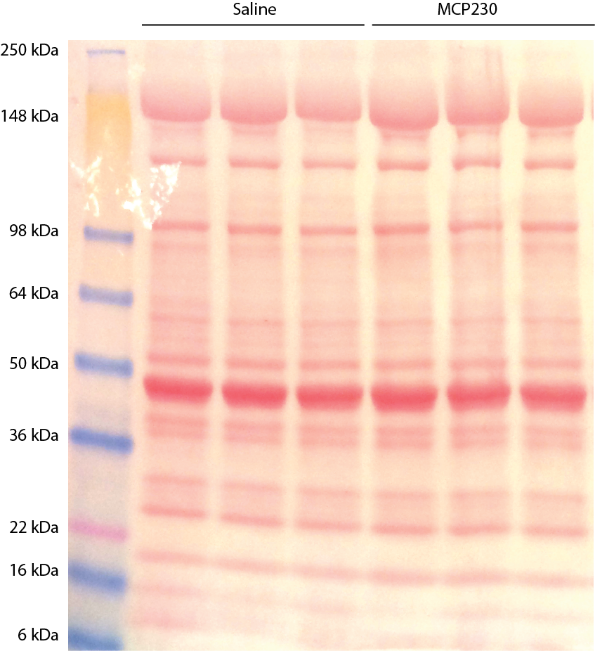 Saline MCP230
250 kDa
148 kDa
98 kDa
64 kDa
50 kDa
36 kDa
22 kDa
16 kDa
6 kDa